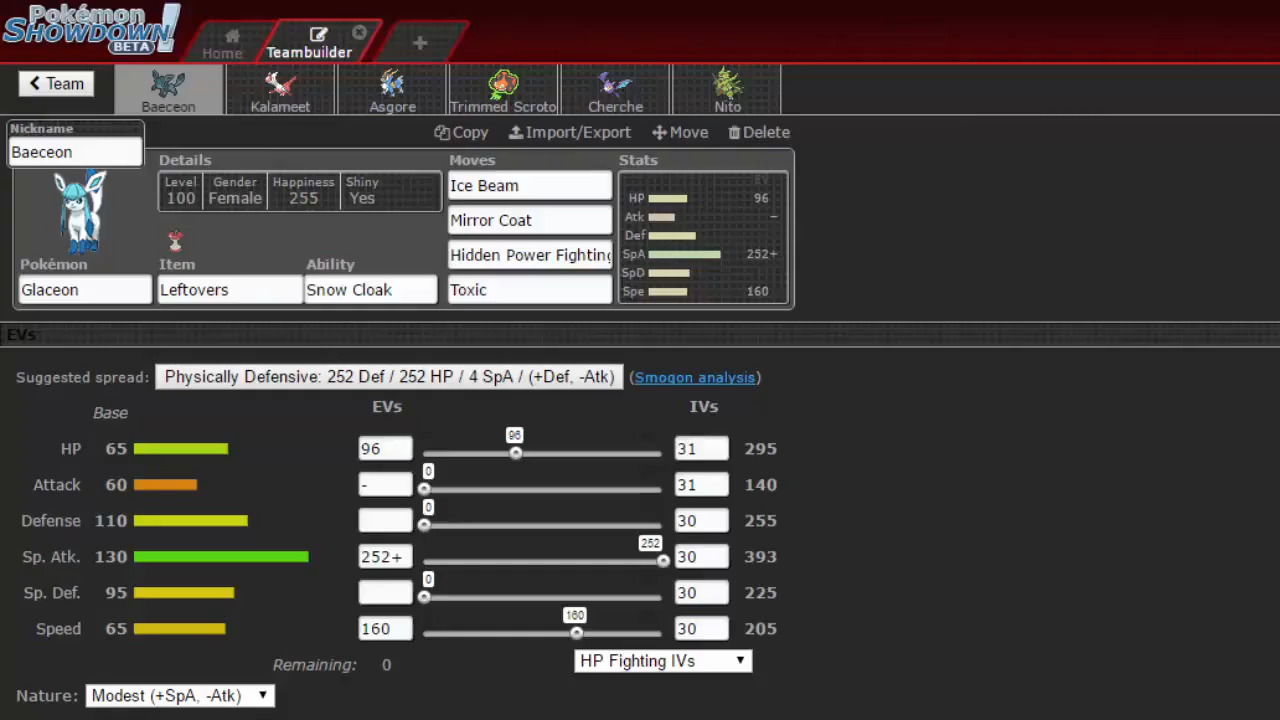 Pokémon
SHOWDOWN!
BETA
Home
Teambuilder
Team
Baeceon
Kalameet
Asgore
Trimmed Scroto
Cherche
Nito
Copy
Import/Export
Move
Delete
Nickname
Baeceon
Details
Level Gender Happiness Shiny
100 Female 255 Yes
Pokémon
Glaceon
Item
Leftovers
Ability
Snow Cloak
Moves
Ice Beam
Mirror Coat
Hidden Power Fighting
Toxic
Stats
EV
HP 96
Atk -
Def
SpA 252+
SpD
Spe 160
EVs
Suggested spread: Physically Defensive: 252 Def / 252 HP / 4 SpA / (+Def, -Atk) (Smogon analysis)
Base EVs IVs
HP 65 96 96 31 295
Attack 60 - 0 31 140
Defense 110 0 30 255
Sp. Atk. 130 252+ 252 30 393
Sp. Def. 95 0 30 225
Speed 65 160 160 30 205
Remaining: 0
HP Fighting IVs
Nature: Modest (+SpA, -Atk)